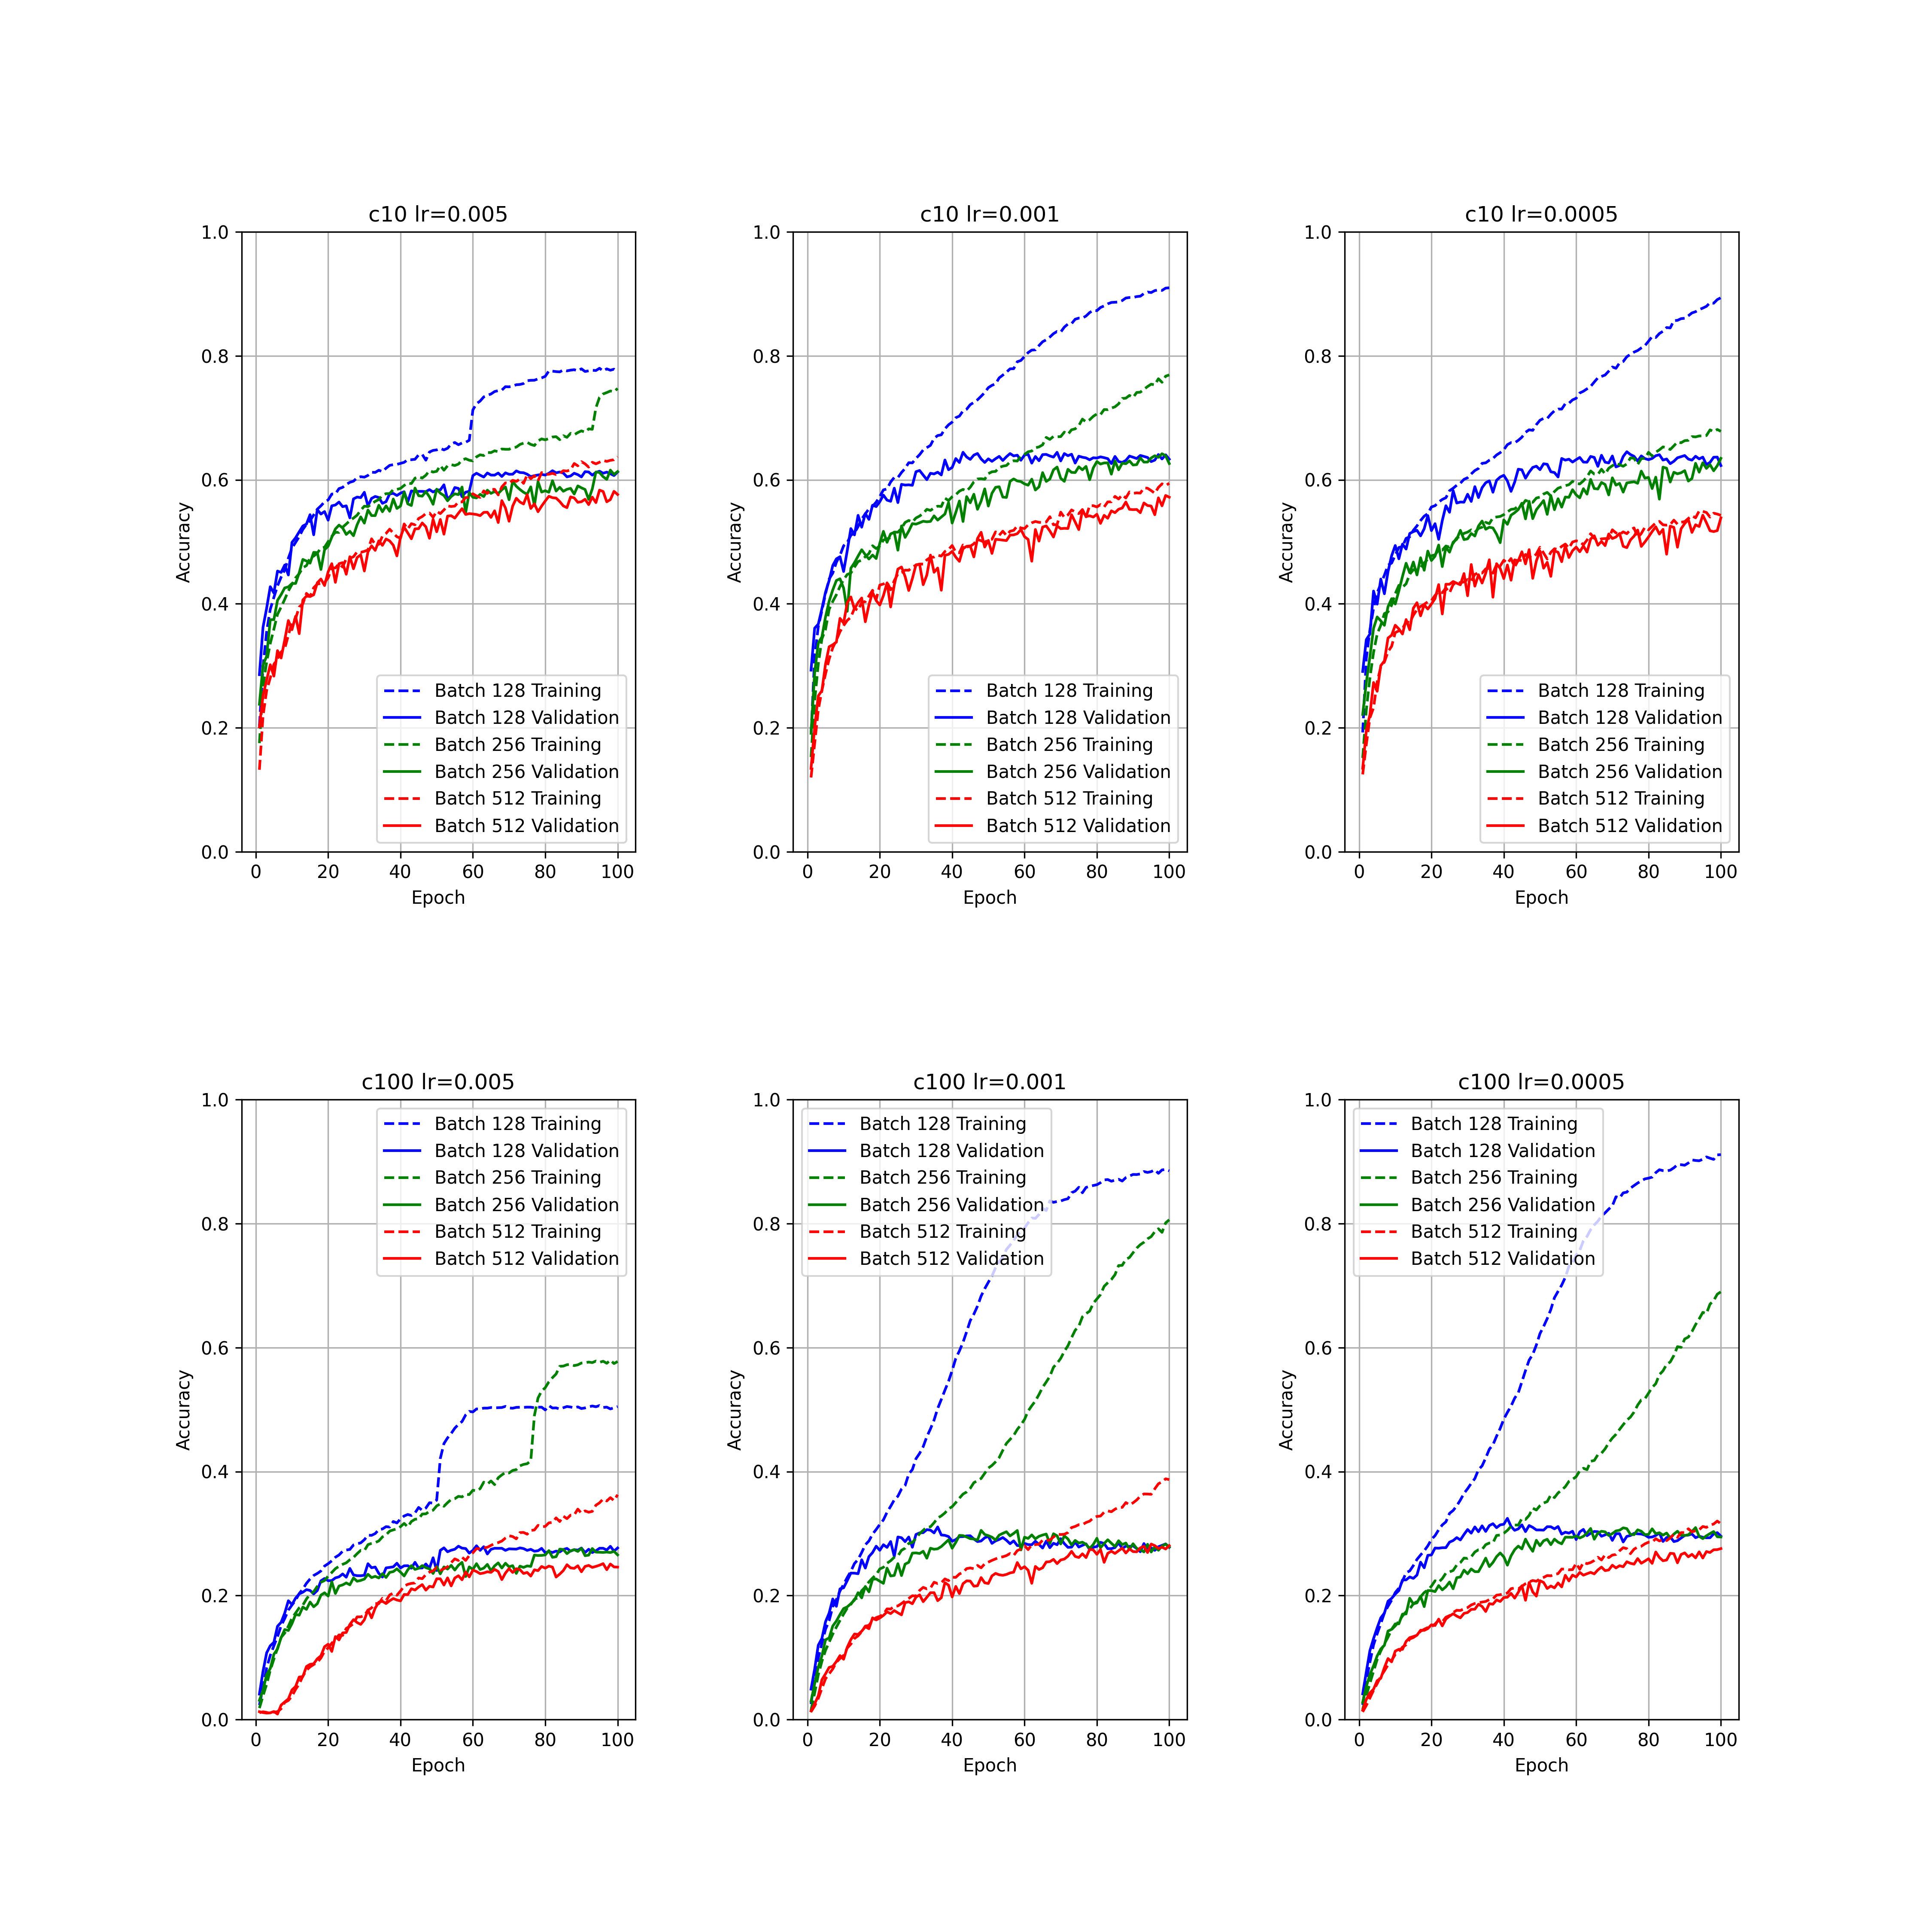 c10 lr=0.005
1.0
0.8
0.6
0.4
0.2
0.0
Accuracy
0 20 40 60 80 100
Epoch
Batch 128 Training
Batch 128 Validation
Batch 256 Training
Batch 256 Validation
Batch 512 Training
Batch 512 Validation
c10 lr=0.001
1.0
0.8
0.6
0.4
0.2
0.0
Accuracy
0 20 40 60 80 100
Epoch
Batch 128 Training
Batch 128 Validation
Batch 256 Training
Batch 256 Validation
Batch 512 Training
Batch 512 Validation
c10 lr=0.0005
1.0
0.8
0.6
0.4
0.2
0.0
Accuracy
0 20 40 60 80 100
Epoch
Batch 128 Training
Batch 128 Validation
Batch 256 Training
Batch 256 Validation
Batch 512 Training
Batch 512 Validation
c100 lr=0.005
1.0
0.8
0.6
0.4
0.2
0.0
Accuracy
0 20 40 60 80 100
Epoch
Batch 128 Training
Batch 128 Validation
Batch 256 Training
Batch 256 Validation
Batch 512 Training
Batch 512 Validation
c100 lr=0.001
1.0
0.8
0.6
0.4
0.2
0.0
Accuracy
0 20 40 60 80 100
Epoch
Batch 128 Training
Batch 128 Validation
Batch 256 Training
Batch 256 Validation
Batch 512 Training
Batch 512 Validation
c100 lr=0.0005
1.0
0.8
0.6
0.4
0.2
0.0
Accuracy
0 20 40 60 80 100
Epoch
Batch 128 Training
Batch 128 Validation
Batch 256 Training
Batch 256 Validation
Batch 512 Training
Batch 512 Validation